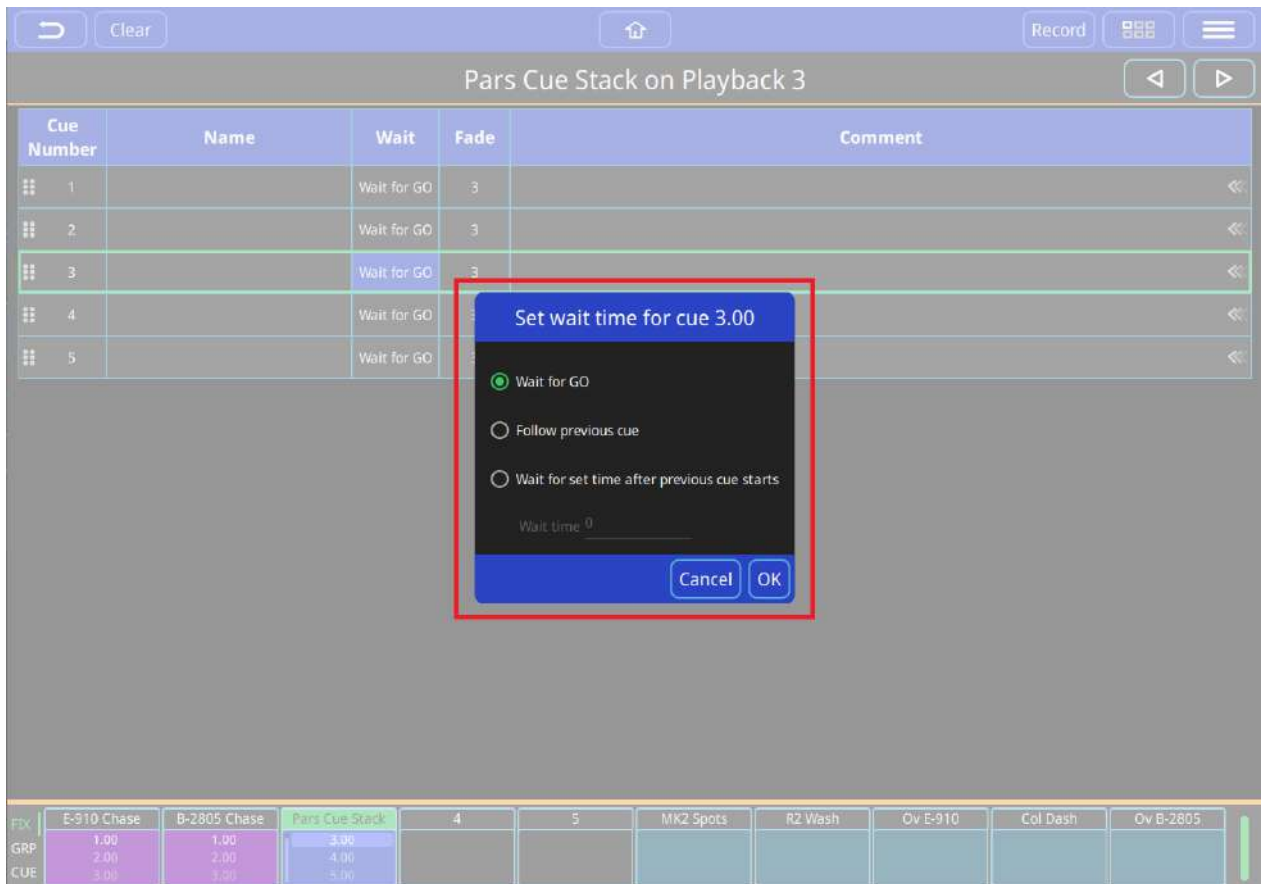 Clear
Record
Pars Cue Stack on Playback 3
Cue Number Name Wait Fade Comment
1 Wait for GO 3
2 Wait for GO 3
3 Wait for GO 3
4 Wait for GO
5 Wait for GO
Set wait time for cue 3.00
Wait for GO
Follow previous cue
Wait for set time after previous cue starts
Wait time 0
Cancel OK
FIX E-910 Chase B-2805 Chase Pars Cue Stack 4 5 MK2 Spots R2 Wash Ov E-910 Col Dash Ov B-2805
1.00 1.00 3.00
GRP 2.00 2.00 4.00
CUE 3.00 3.00 5.00